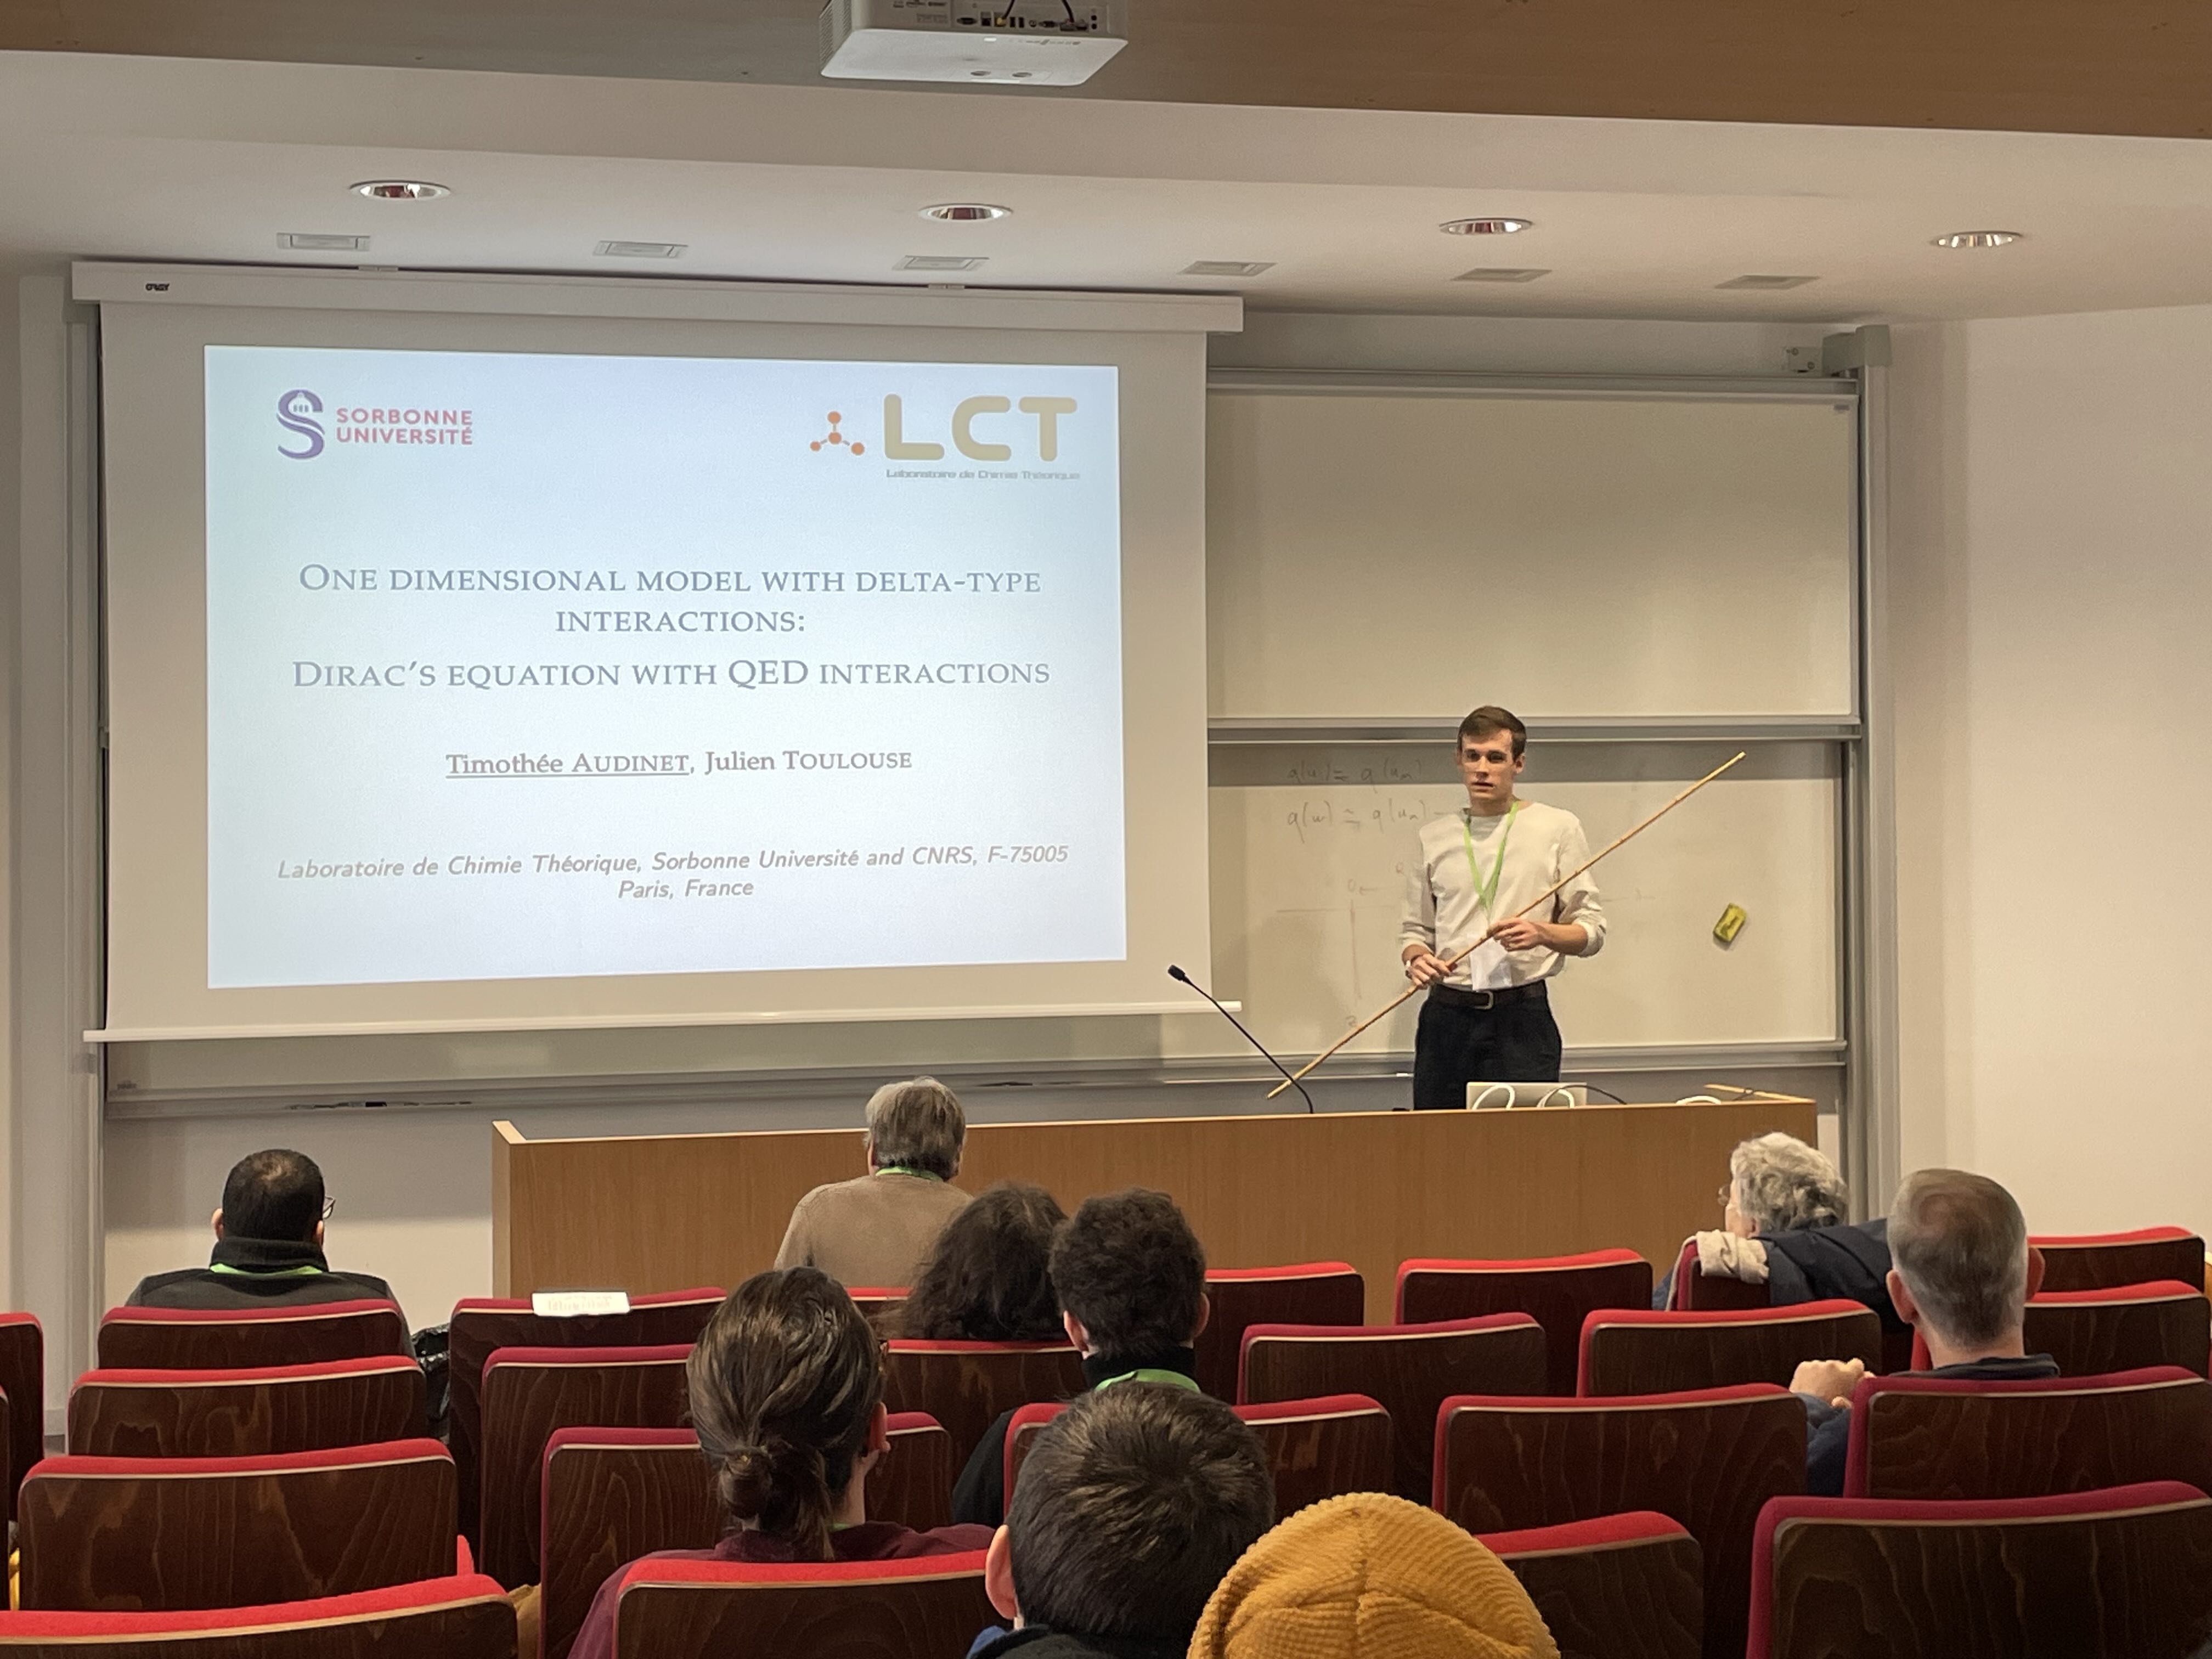 SORBONNE
UNIVERSITÉ
LCT
Laboratoire de Chimie Théorique
ONE DIMENSIONAL MODEL WITH DELTA-TYPE
INTERACTIONS:
DIRAC'S EQUATION WITH QED INTERACTIONS
Timothée AUDINET, Julien TOULOUSE
Laboratoire de Chimie Théorique, Sorbonne Université and CNRS, F-75005
Paris, France